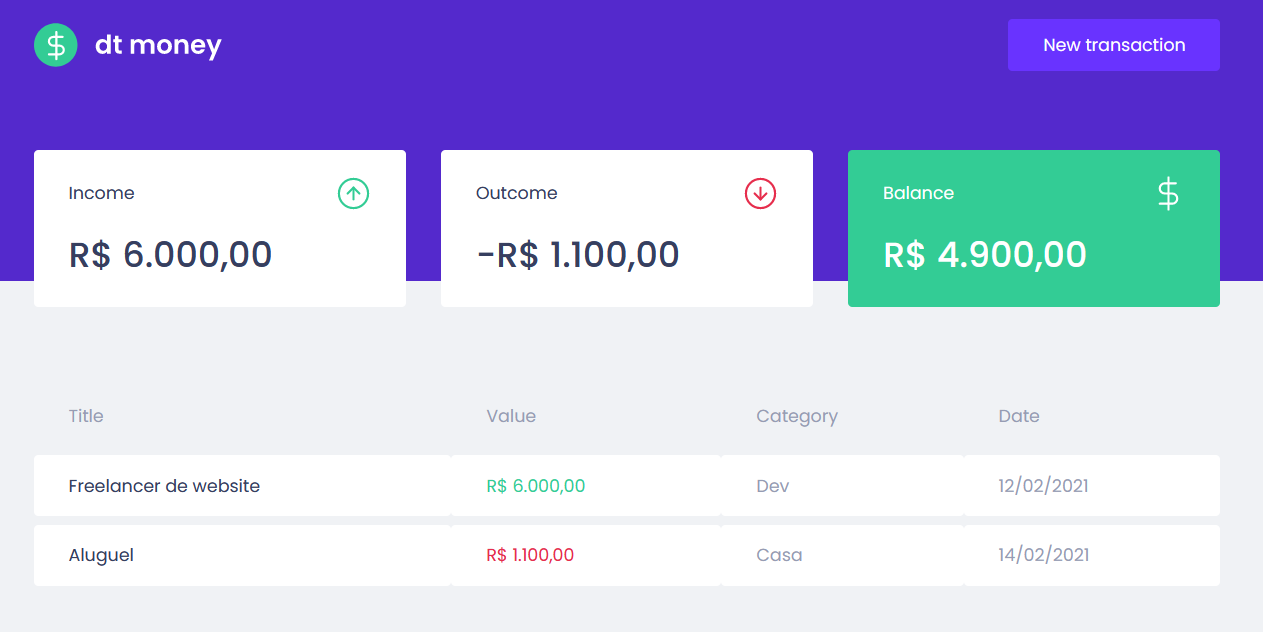 dt money
New transaction
Income
Outcome
Balance $
R$ 6.000,00
-R$ 1.100,00
R$ 4.900,00
Title Value Category Date
Freelancer de website R$ 6.000,00 Dev 12/02/2021
Aluguel R$ 1.100,00 Casa 14/02/2021